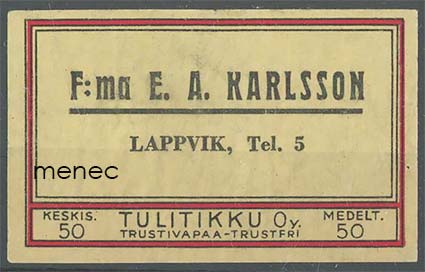 F:ma E. A. KARLSSON
LAPPVIK, Tel. 5
menec
KESKIS. 50
TULITIKKU Oy.
TRUSTIVAPAA-TRUSTFRI
MEDELT. 50